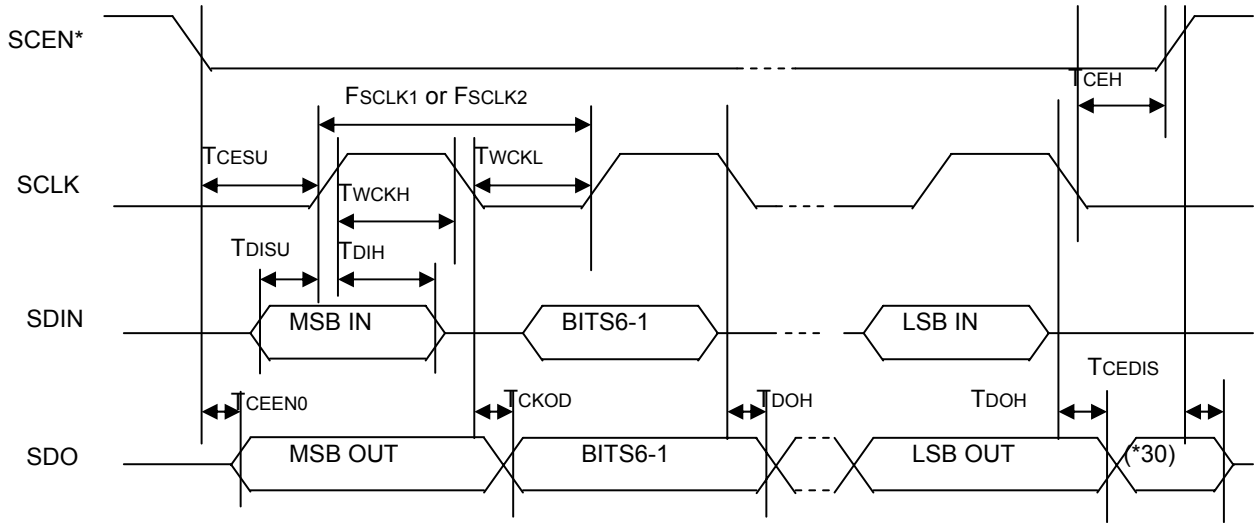 SCEN*
TCEH
FSCLK1 or FSCLK2
TCESU
TWCKL
SCLK
TWCKH
TDISU
TDIH
SDIN
MSB IN
BITS6-1
LSB IN
TCEDIS
TCEEN0
TCKOD
TDOH
TDOH
SDO
MSB OUT
BITS6-1
LSB OUT
(*30)